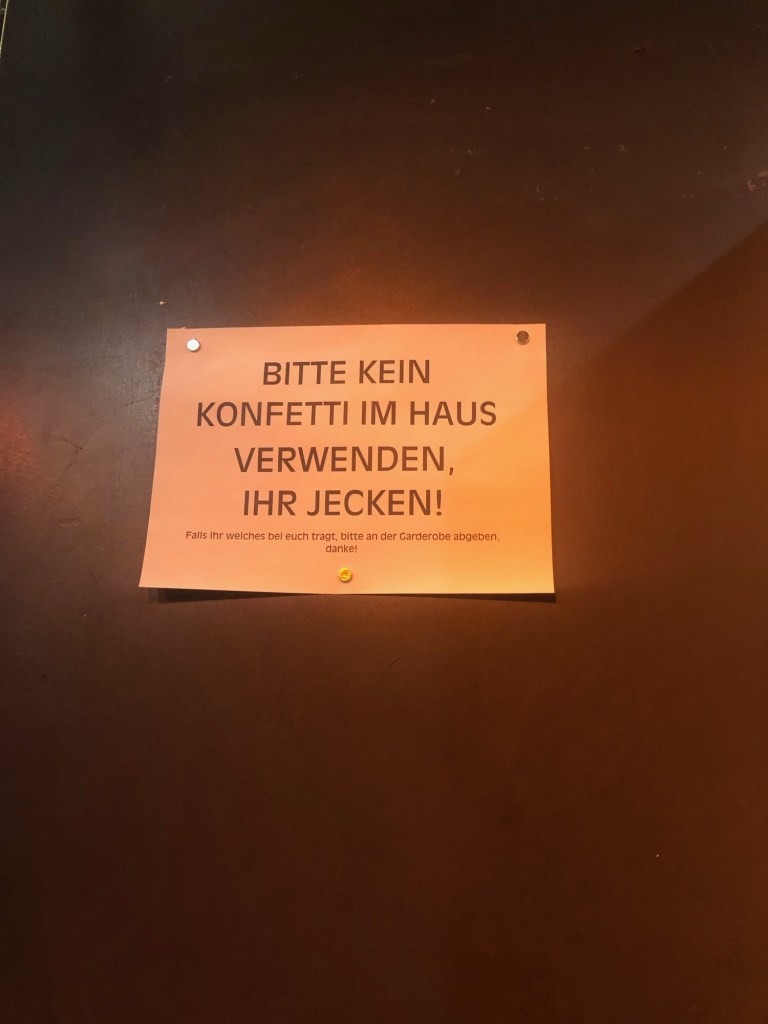 BITTE KEIN
KONFETTI IM HAUS
VERWENDEN,
IHR JECKEN!
Falls ihr welches bei euch tragt, bitte an der Garderobe abgeben,
danke!